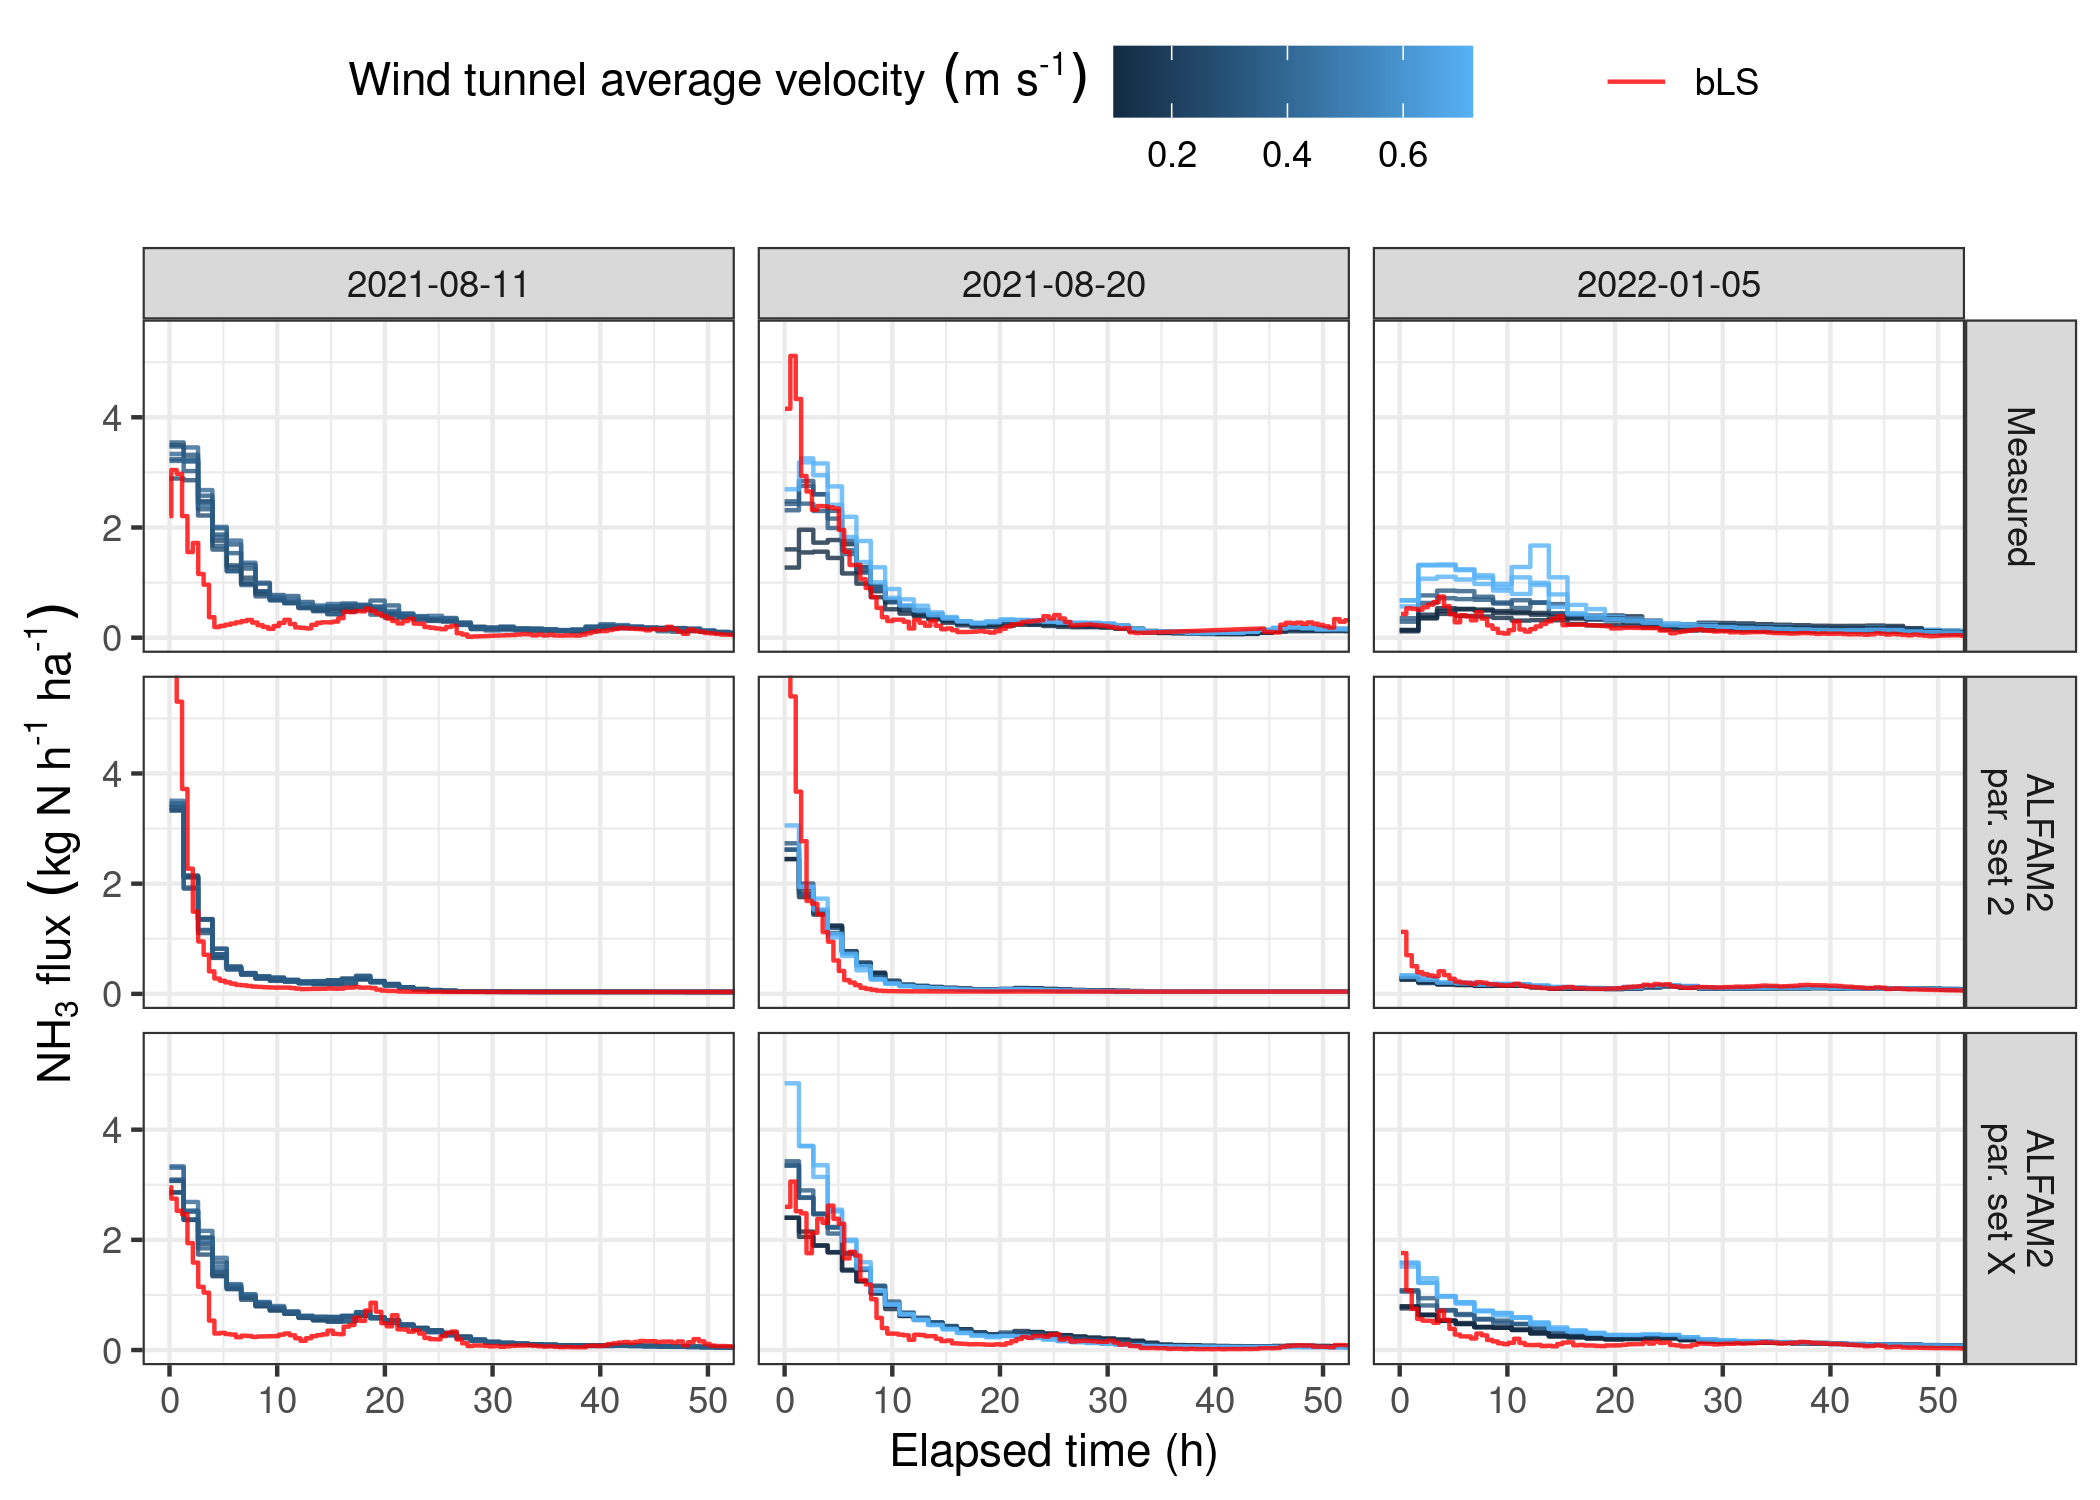 Wind tunnel average velocity (m s-1)
0.2 0.4 0.6
bLS
2021-08-11 2021-08-20 2022-01-05
NH3 flux (kg N h-1 ha-1)
4
2
0
Measured
4
2
0
ALFAM2
par. set 2
4
2
0
ALFAM2
par. set X
0 10 20 30 40 50 0 10 20 30 40 50 0 10 20 30 40 50
Elapsed time (h)